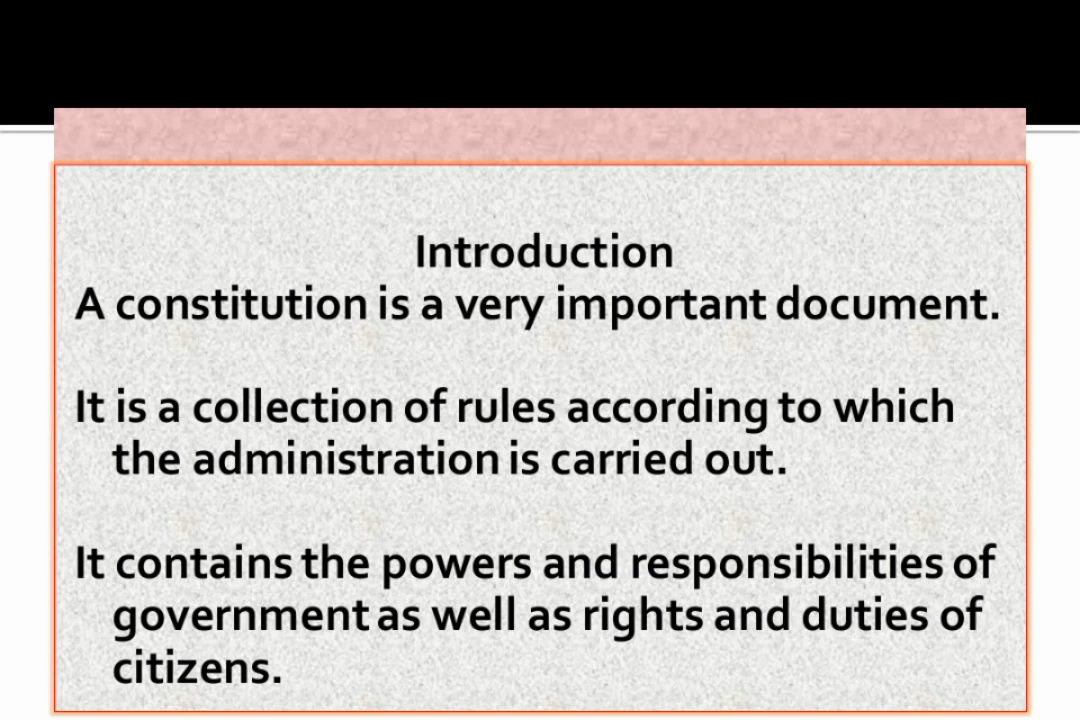 Introduction
A constitution is a very important document.
It is a collection of rules according to which
the administration is carried out.
It contains the powers and responsibilities of
government as well as rights and duties of
citizens.